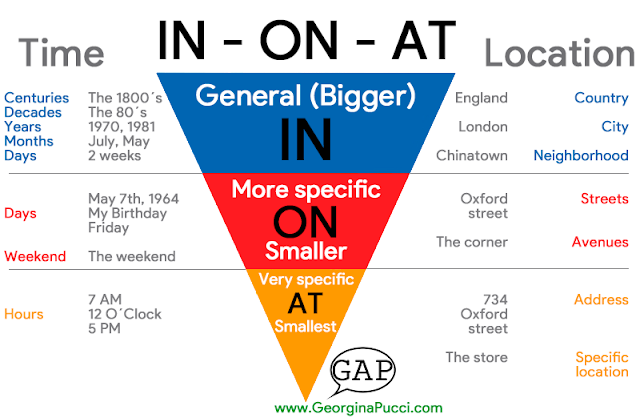 IN - ON - AT
Time
Location
General (Bigger)
IN
Centuries The 1800´s
Decades The 80´s
Years 1970, 1981
Months July, May
Days 2 weeks
England Country
London City
Chinatown Neighborhood
More specific
ON
Smaller
Days
May 7th, 1964
My Birthday
Friday
Weekend The weekend
Oxford
street
Streets
The corner Avenues
Very specific
AT
Smallest
Hours
7 AM
12 O´Clock
5 PM
734
Oxford
street
Address
The store
Specific
location
GAP
www.GeorginaPucci.com